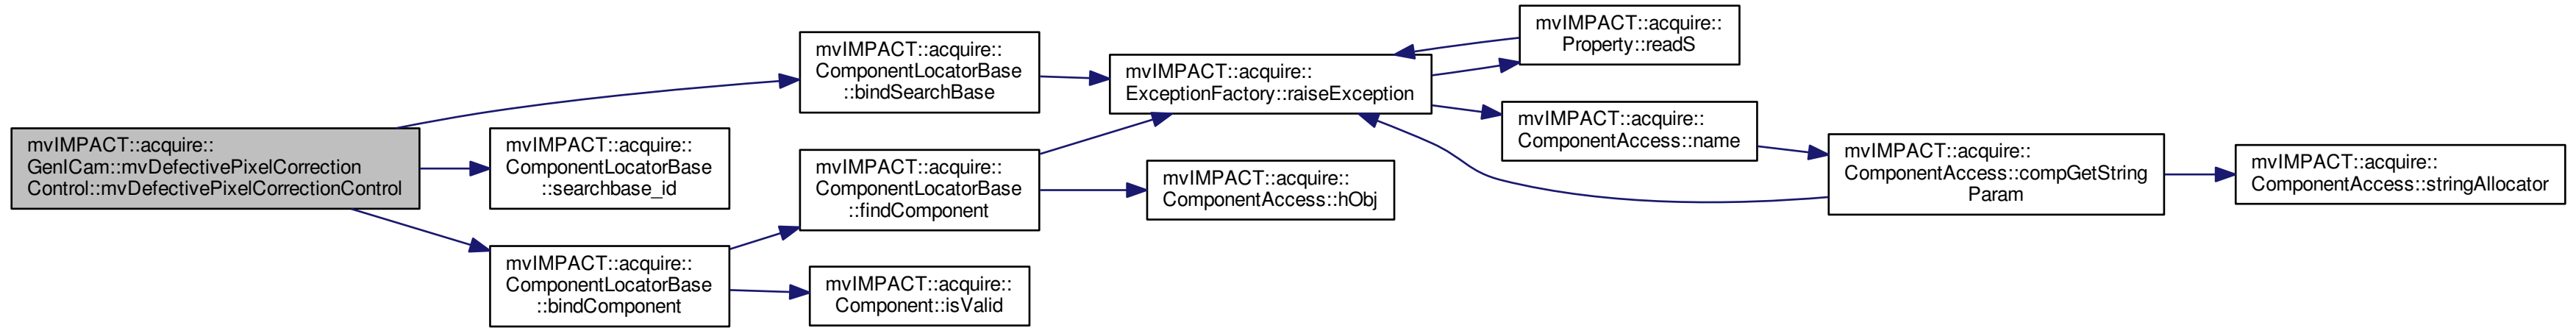 mvIMPACT::acquire::
GenICam::mvDefectivePixelCorrection
Control::mvDefectivePixelCorrectionControl
mvIMPACT::acquire::
ComponentLocatorBase
::bindSearchBase
mvIMPACT::acquire::
ComponentLocatorBase
::searchbase_id
mvIMPACT::acquire::
ComponentLocatorBase
::bindComponent
mvIMPACT::acquire::
ComponentLocatorBase
::findComponent
mvIMPACT::acquire::
Component::isValid
mvIMPACT::acquire::
ExceptionFactory::raiseException
mvIMPACT::acquire::
ComponentAccess::hObj
mvIMPACT::acquire::
Property::readS
mvIMPACT::acquire::
ComponentAccess::name
mvIMPACT::acquire::
ComponentAccess::compGetString
Param
mvIMPACT::acquire::
ComponentAccess::stringAllocator